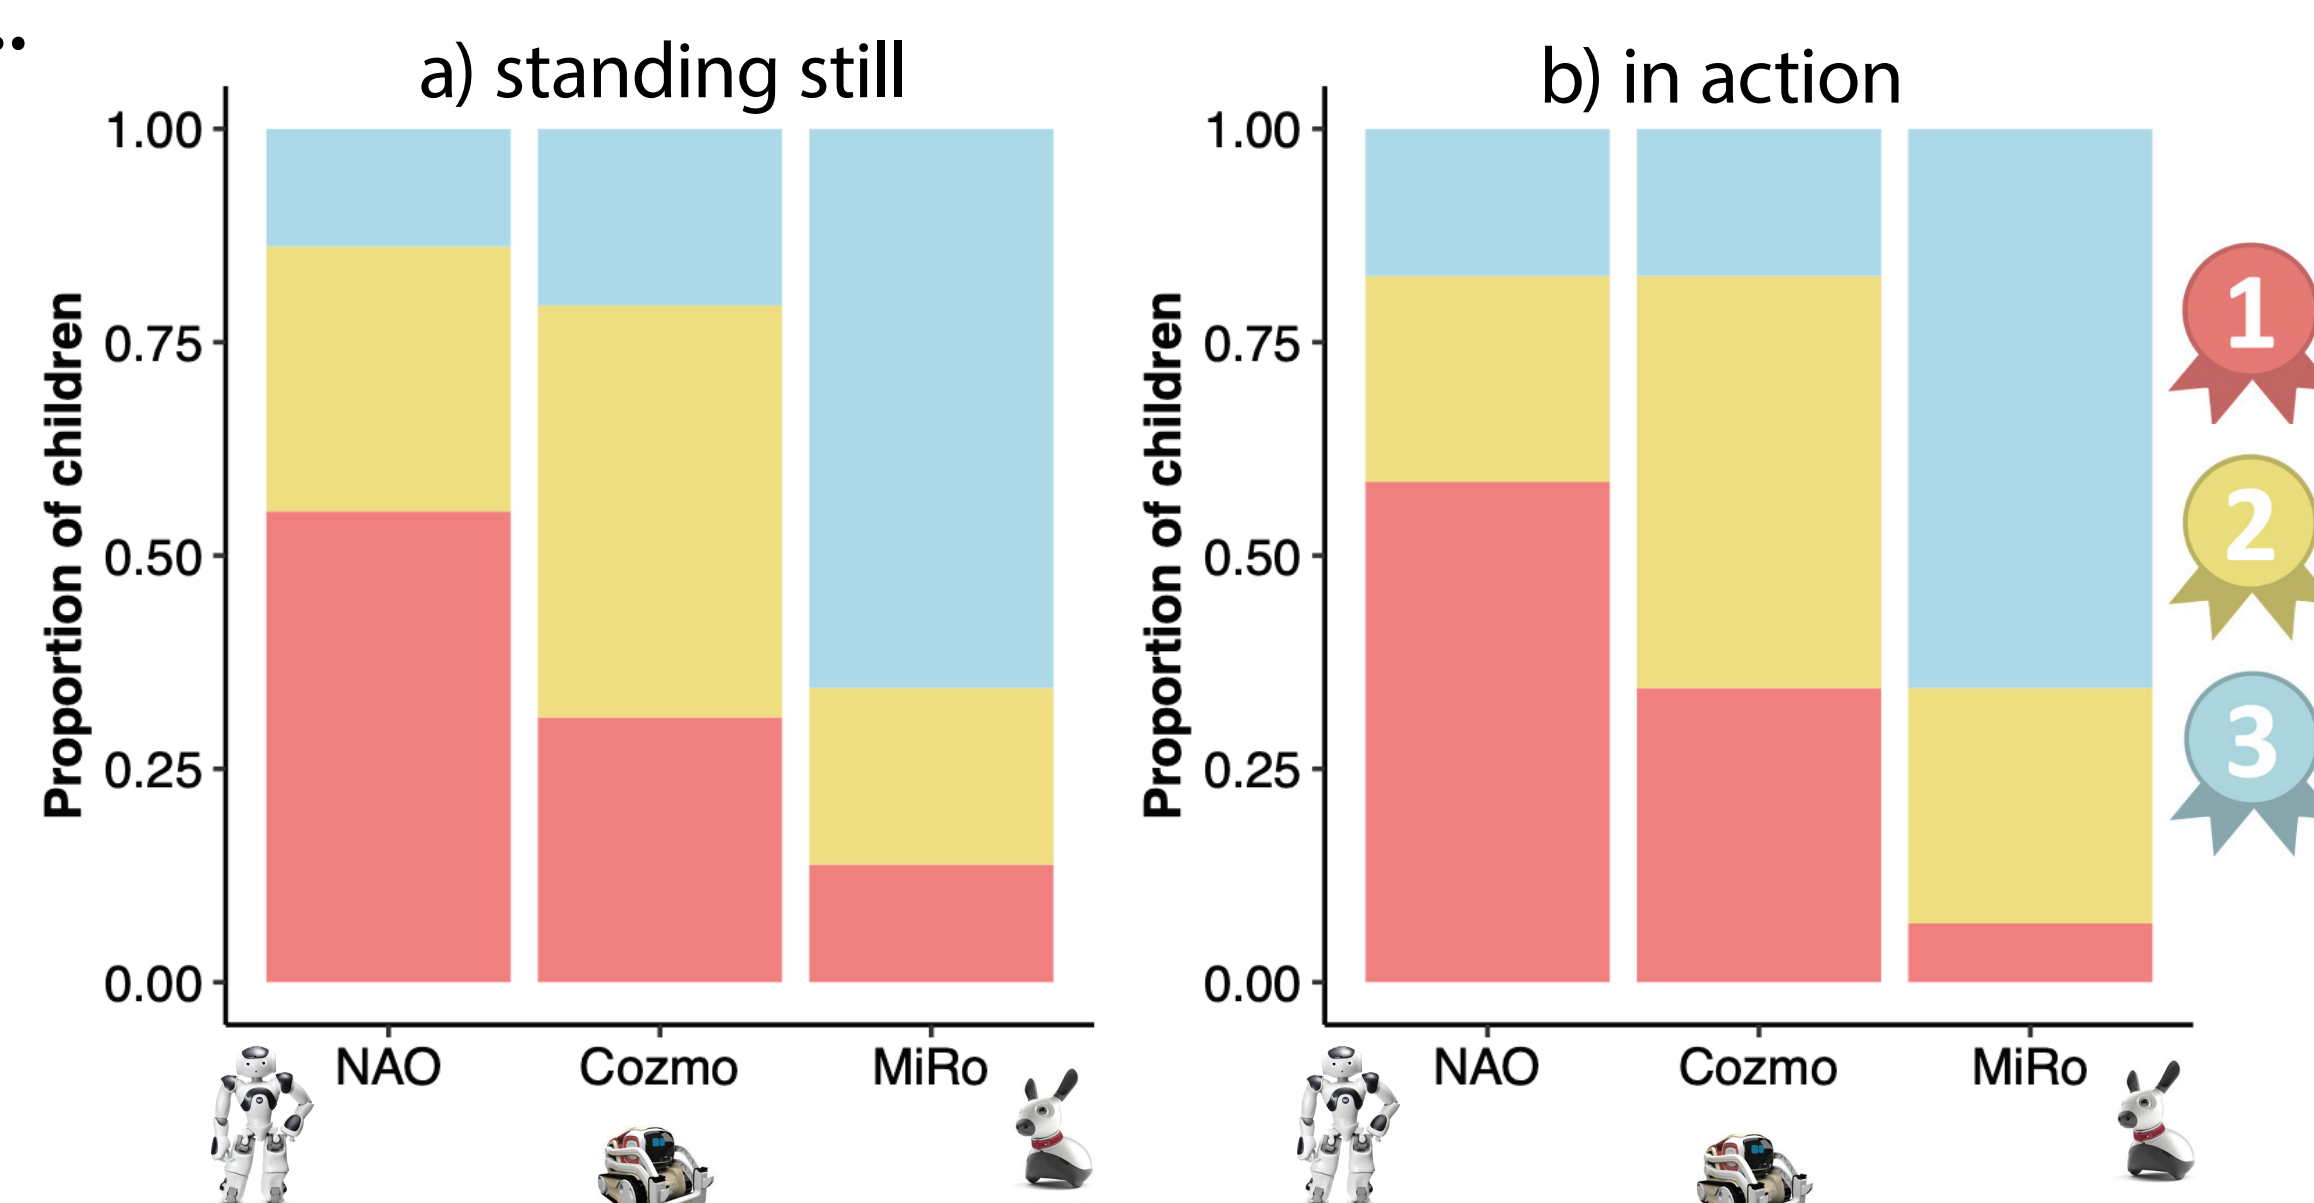 ..
a) standing still
Proportion of children
1.00
0.75
0.50
0.25
0.00
NAO
Cozmo
MiRo
b) in action
Proportion of children
1.00
0.75
0.50
0.25
0.00
NAO
Cozmo
MiRo
1
2
3